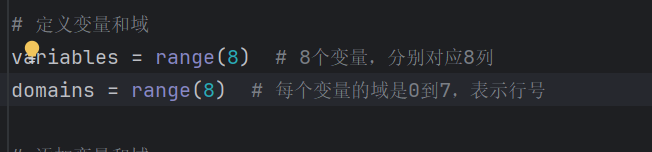 # 定义变量和域
variables = range(8)  # 8个变量，分别对应8列
domains = range(8)  # 每个变量的域是0到7，表示行号